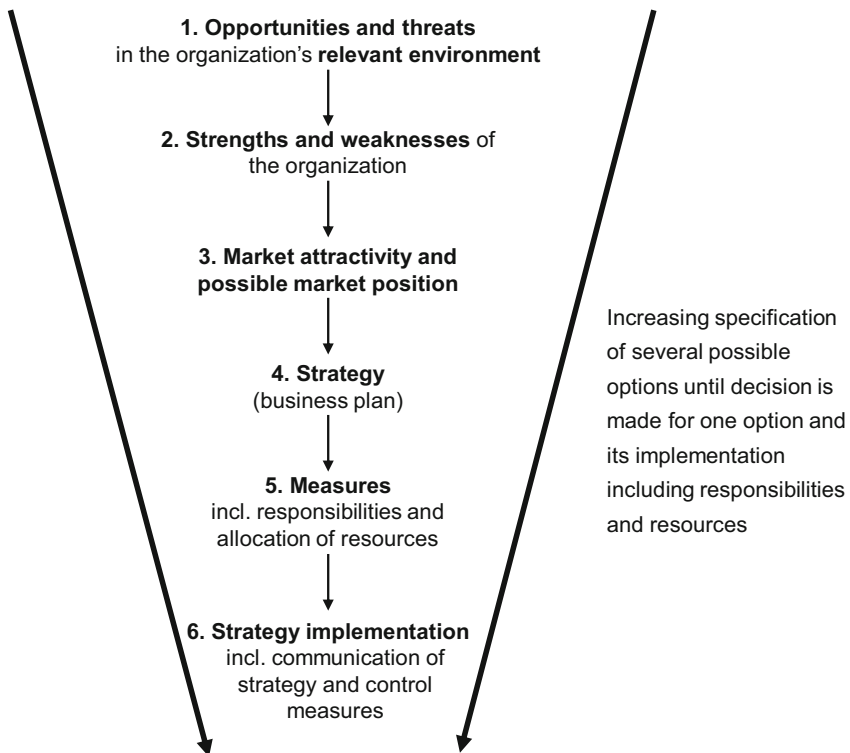 1. Opportunities and threats
in the organization’s relevant environment
2. Strengths and weaknesses of
the organization
3. Market attractivity and
possible market position
4. Strategy
(business plan)
5. Measures
incl. responsibilities and
allocation of resources
6. Strategy implementation
incl. communication of
strategy and control
measures
Increasing specification
of several possible
options until decision is
made for one option and
its implementation
including responsibilities
and resources